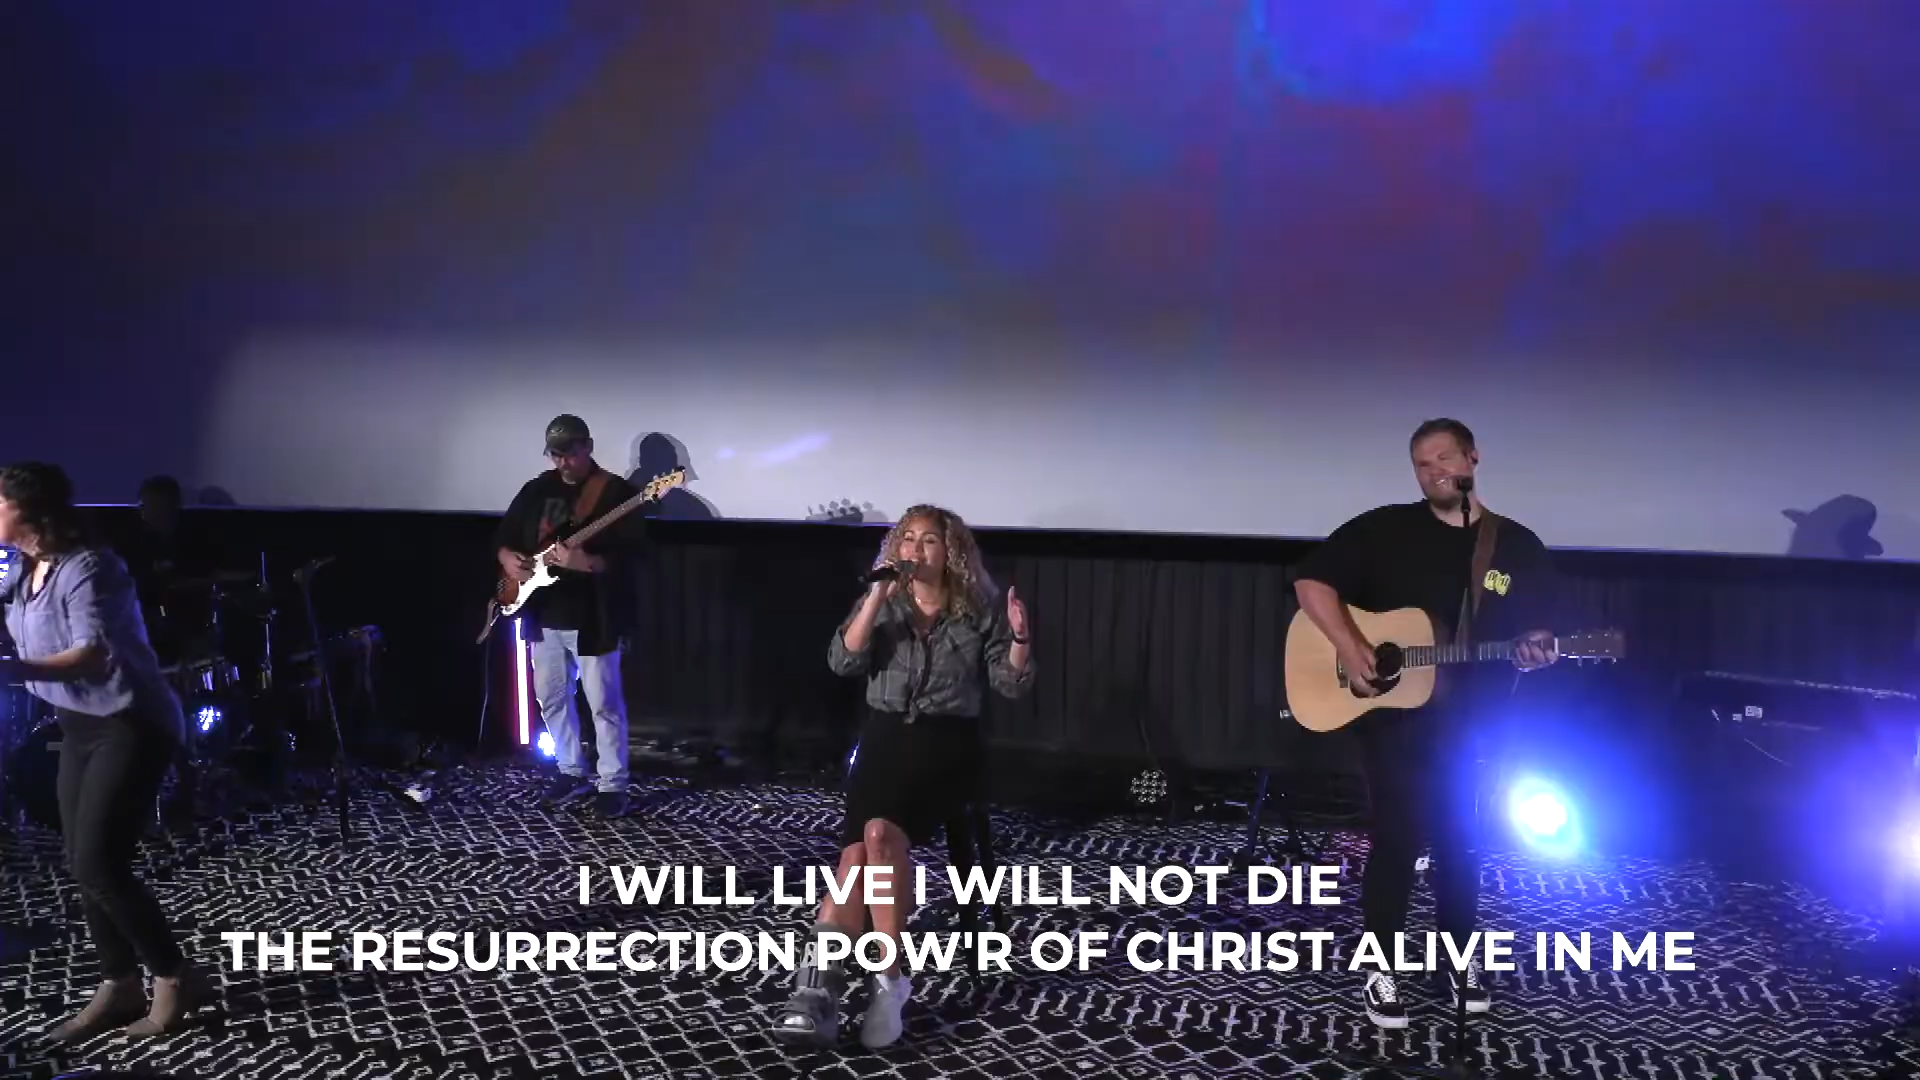 I WILL LIVE I WILL NOT DIE
THE RESURRECTION POW'R OF CHRIST ALIVE IN ME